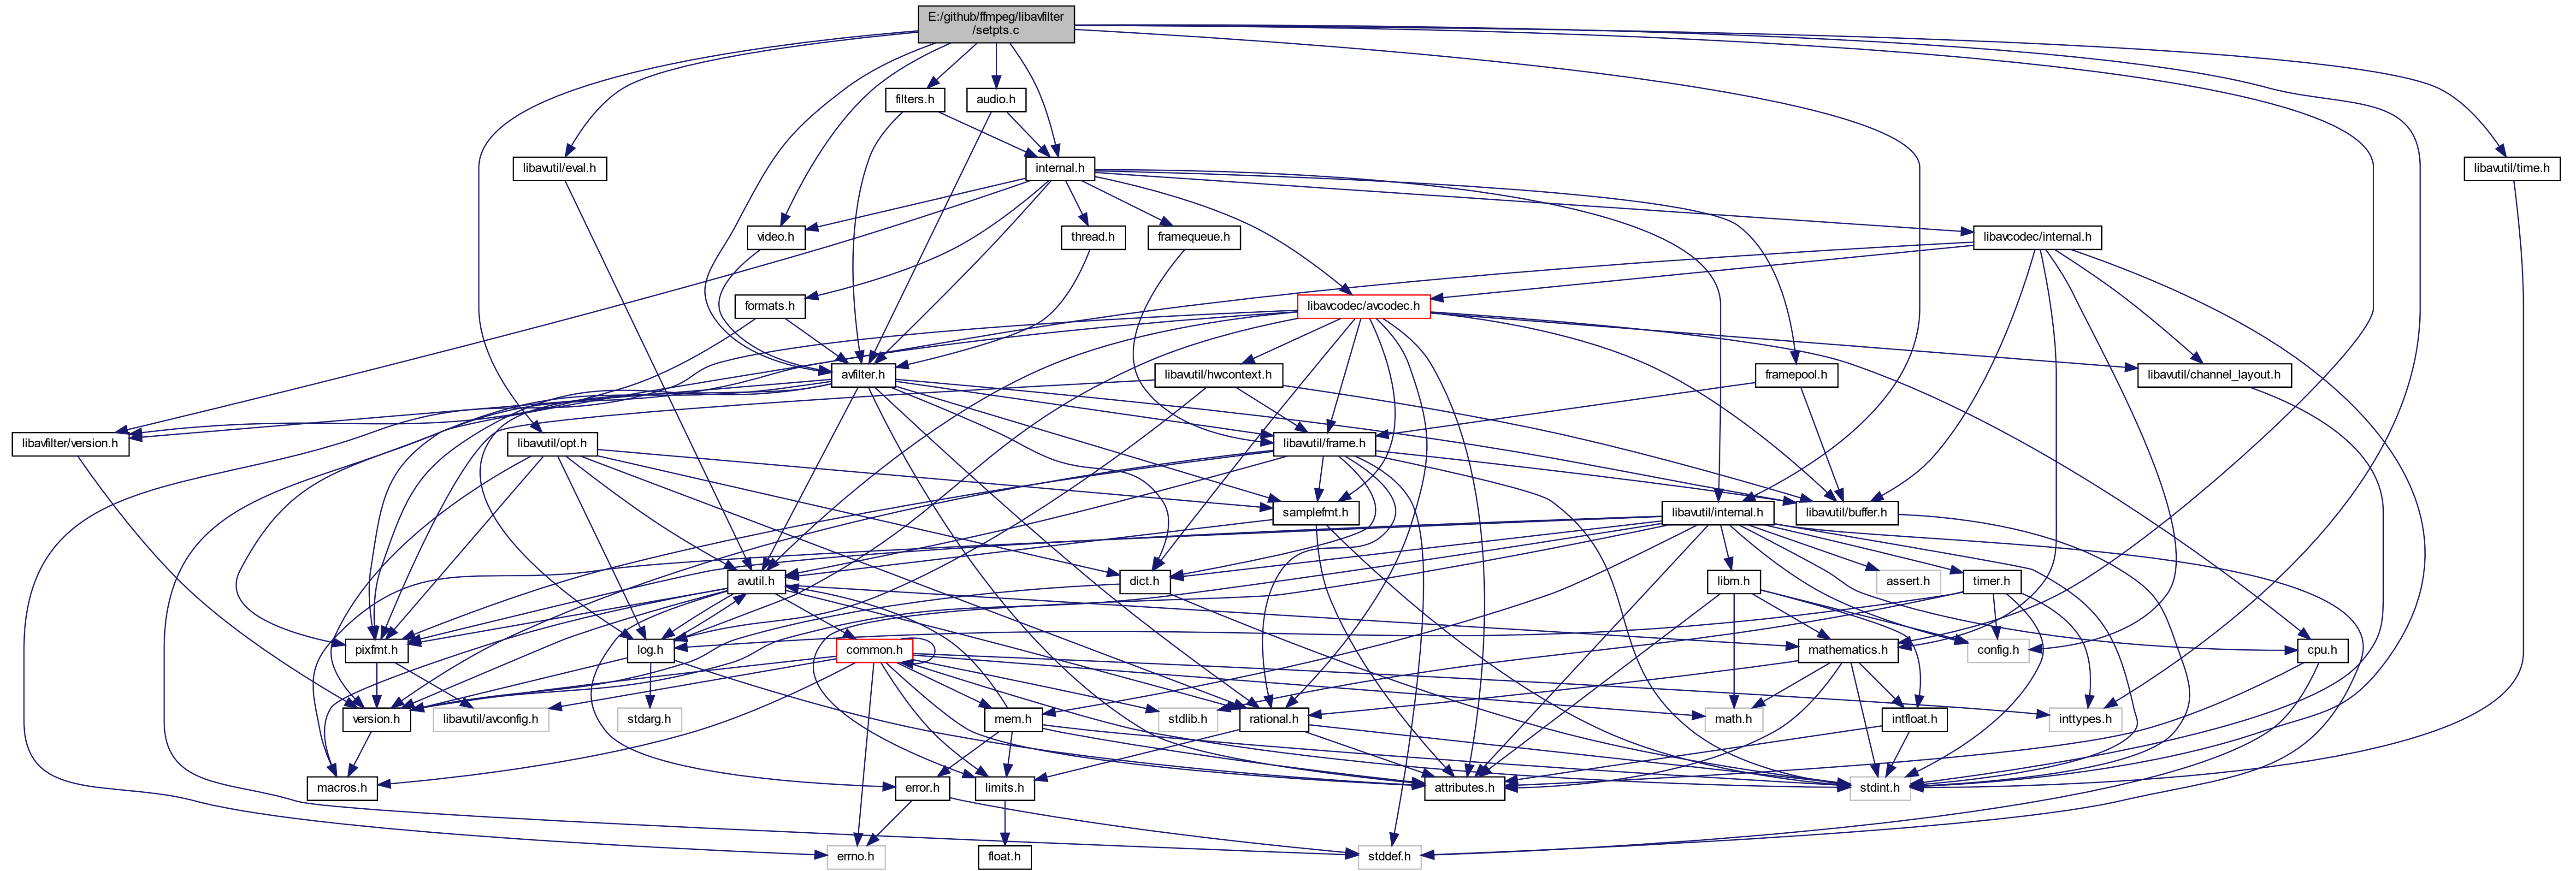 E:/github/ffmpeg/libavfilter
/setpts.c
filters.h
audio.h
libavutil/eval.h
internal.h
libavutil/time.h
video.h
thread.h
framequeue.h
libavcodec/internal.h
formats.h
libavcodec/avcodec.h
avfilter.h
libavutil/hwcontext.h
framepool.h
libavutil/channel_layout.h
libavfilter/version.h
libavutil/opt.h
libavutil/frame.h
samplefmt.h
libavutil/internal.h
libavutil/buffer.h
avutil.h
dict.h
libm.h
assert.h
timer.h
pixfmt.h
log.h
common.h
mathematics.h
config.h
cpu.h
version.h
libavutil/avconfig.h
stdarg.h
mem.h
stdlib.h
rational.h
math.h
intfloat.h
inttypes.h
macros.h
error.h
limits.h
attributes.h
stdint.h
errno.h
float.h
stddef.h